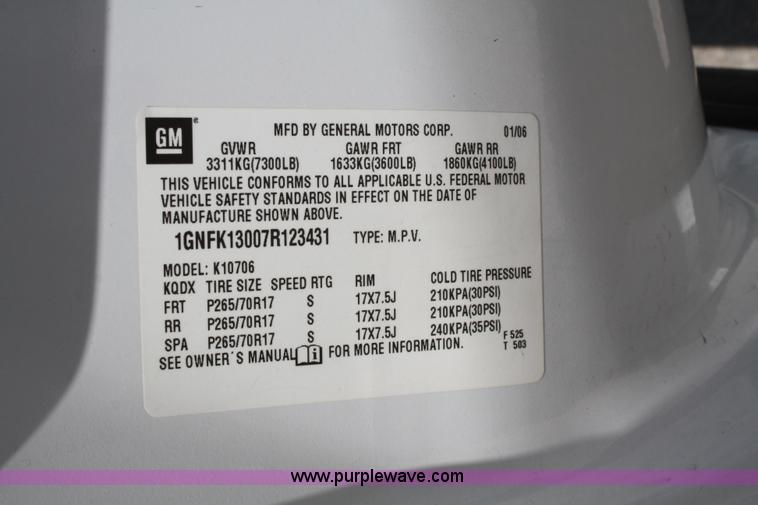 GM ® MFD BY GENERAL MOTORS CORP. 01/06
GVWR GAWR FRT GAWR RR
3311KG(7300LB) 1633KG(3600LB) 1860KG(4100LB)
THIS VEHICLE CONFORMS TO ALL APPLICABLE U.S. FEDERAL MOTOR
VEHICLE SAFETY STANDARDS IN EFFECT ON THE DATE OF
MANUFACTURE SHOWN ABOVE.
1GNFK13007R123431 TYPE: M.P.V.
MODEL: K10706
KQDX TIRE SIZE SPEED RTG RIM COLD TIRE PRESSURE
FRT P265/70R17 S 17X7.5J 210KPA(30PSI)
RR P265/70R17 S 17X7.5J 210KPA(30PSI)
SPA P265/70R17 S 17X7.5J 240KPA(35PSI) F 525
SEE OWNER´S MANUAL i FOR MORE INFORMATION. T 503
www.purplewave.com